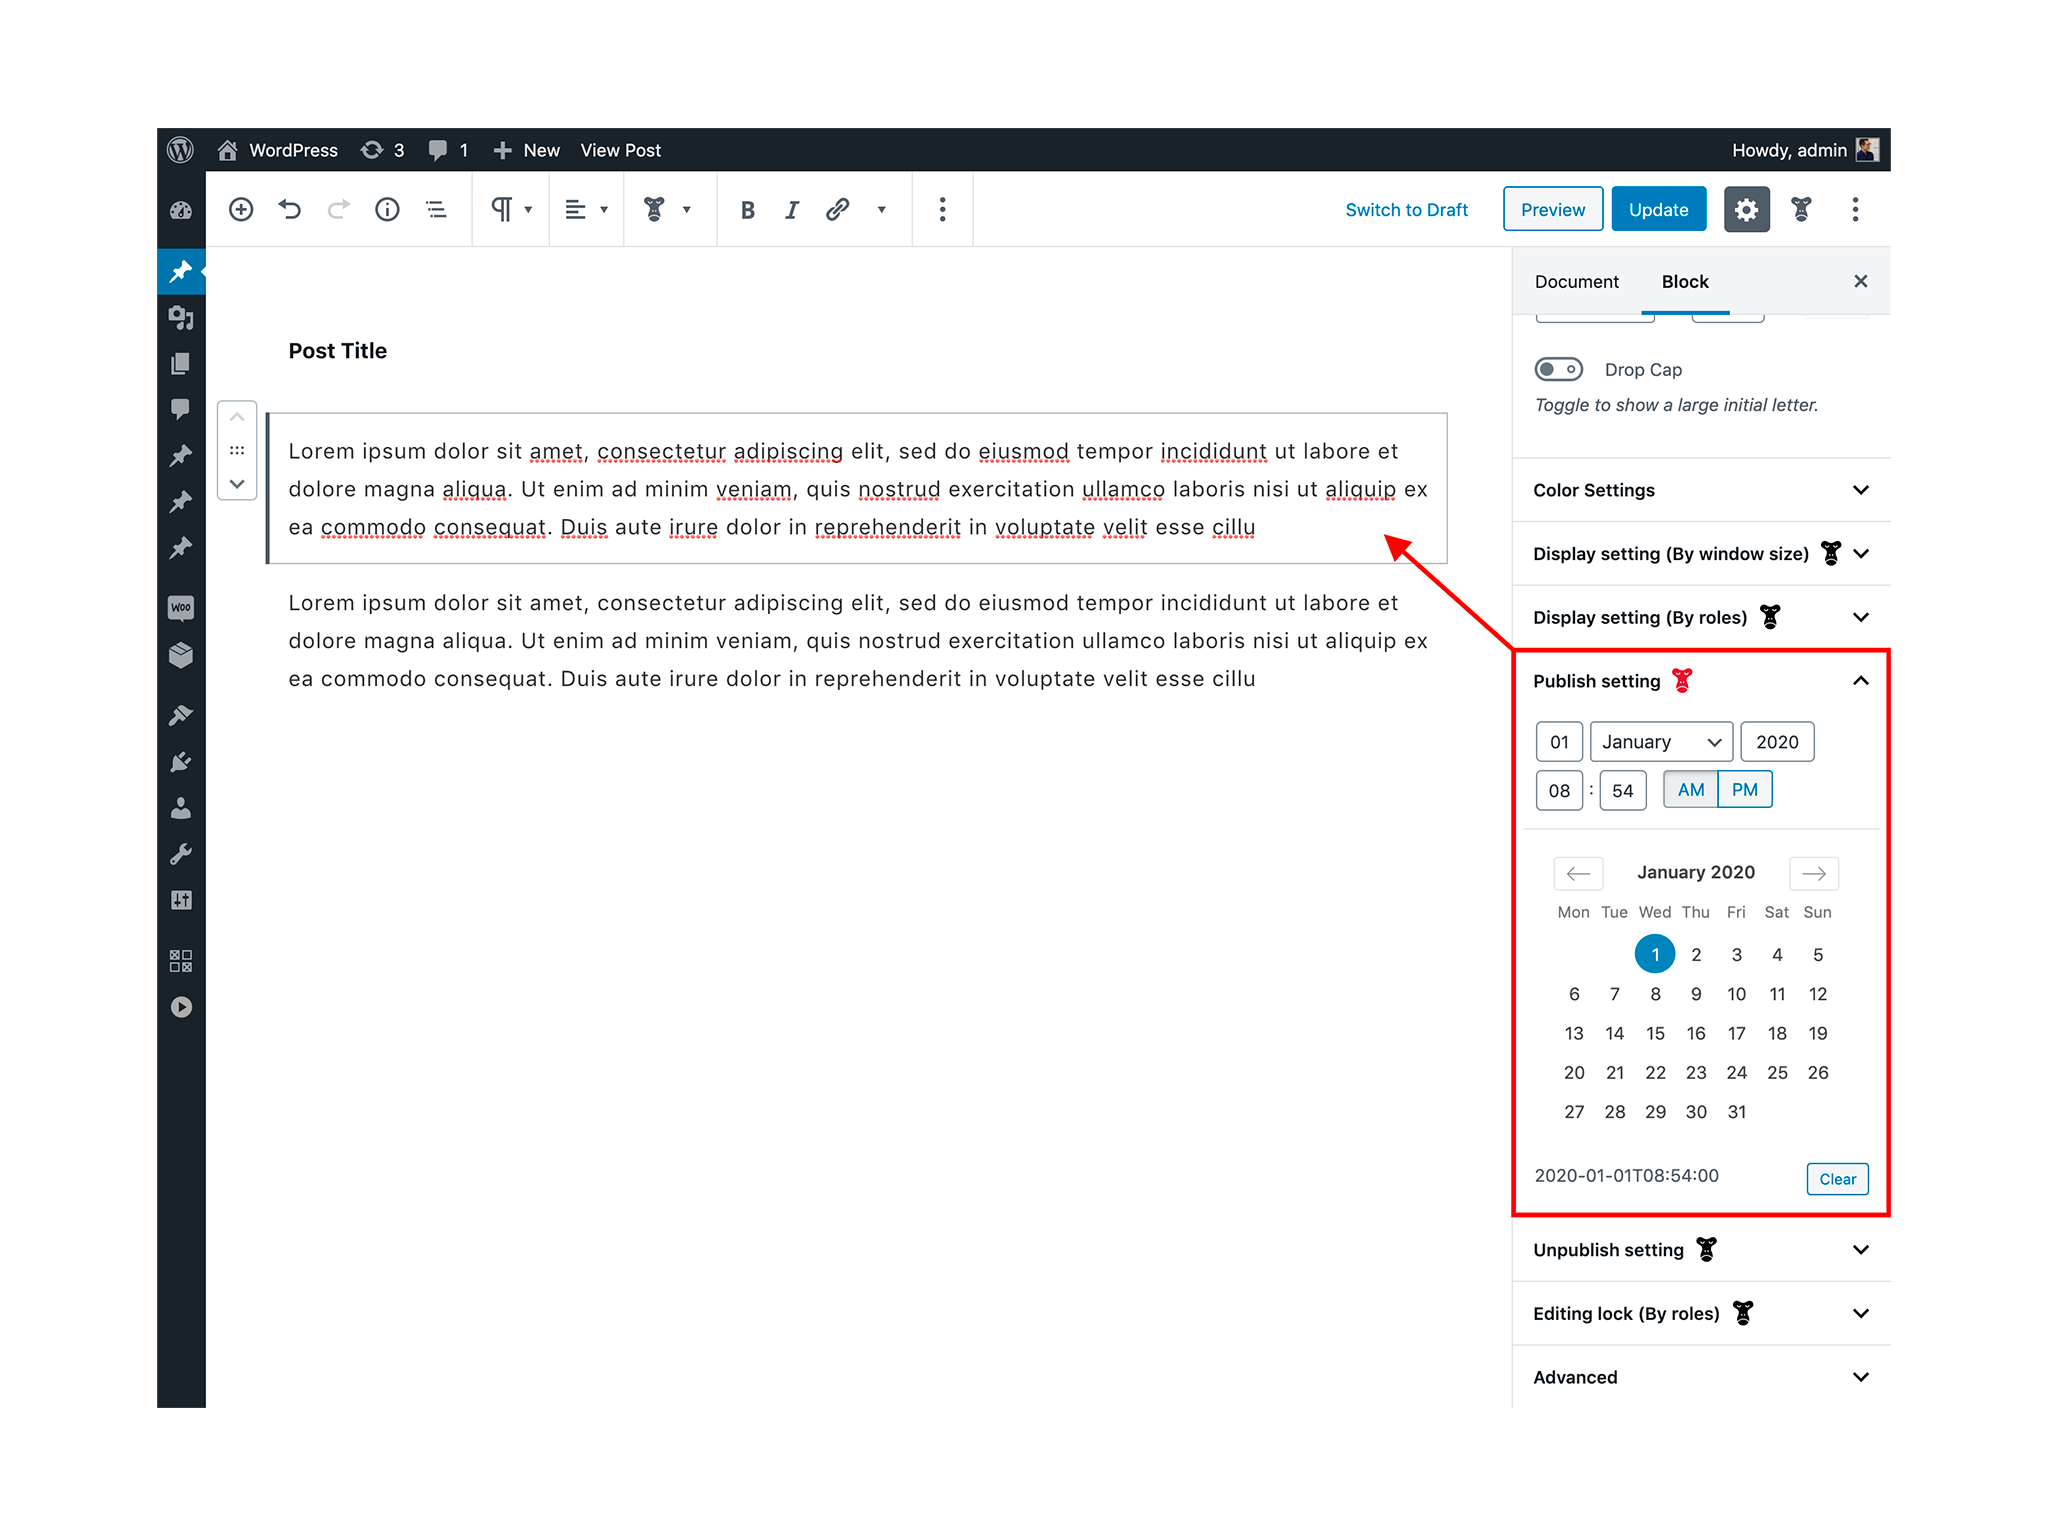 WordPress 3 1 New View Post Howdy, admin
B I Switch to Draft Preview Update
Document Block
Post Title
Drop Cap
Toggle to show a large initial letter.
Lorem ipsum dolor sit amet, consectetur adipiscing elit, sed do eiusmod tempor incididunt ut labore et
dolore magna aliqua. Ut enim ad minim veniam, quis nostrud exercitation ullamco laboris nisi ut aliquip ex
ea commodo consequat. Duis aute irure dolor in reprehenderit in voluptate velit esse cillu
Lorem ipsum dolor sit amet, consectetur adipiscing elit, sed do eiusmod tempor incididunt ut labore et
dolore magna aliqua. Ut enim ad minim veniam, quis nostrud exercitation ullamco laboris nisi ut aliquip ex
ea commodo consequat. Duis aute irure dolor in reprehenderit in voluptate velit esse cillu
WOO
Color Settings
Display setting (By window size)
Display setting (By roles)
Publish setting
01 January 2020
08 : 54 AM PM
January 2020
Mon Tue Wed Thu Fri Sat Sun
1 2 3 4 5
6 7 8 9 10 11 12
13 14 15 16 17 18 19
20 21 22 23 24 25 26
27 28 29 30 31
2020-01-01T08:54:00 Clear
Unpublish setting
Editing lock (By roles)
Advanced